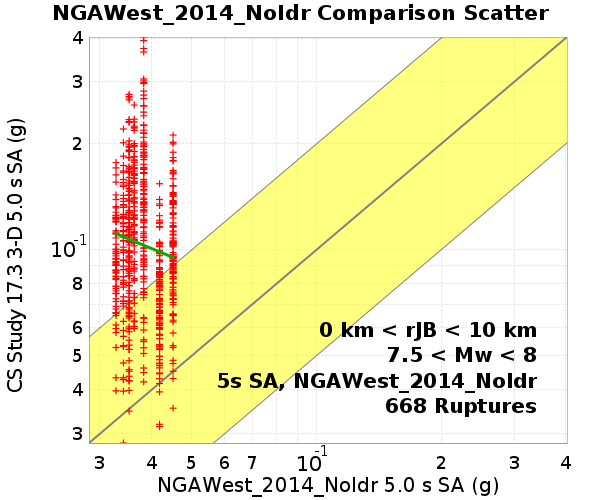 NGAWest_2014_NoIdr Comparison Scatter
CS Study 17.3 3-D 5.0 s SA (g)
4
3
2
10-1
8
6
5
4
3
0 km < rJB < 10 km
7.5 < Mw < 8
5s SA, NGAWest_2014_NoIdr
668 Ruptures
3 4 5 6 7 10-1 2 3 4
NGAWest_2014_NoIdr 5.0 s SA (g)